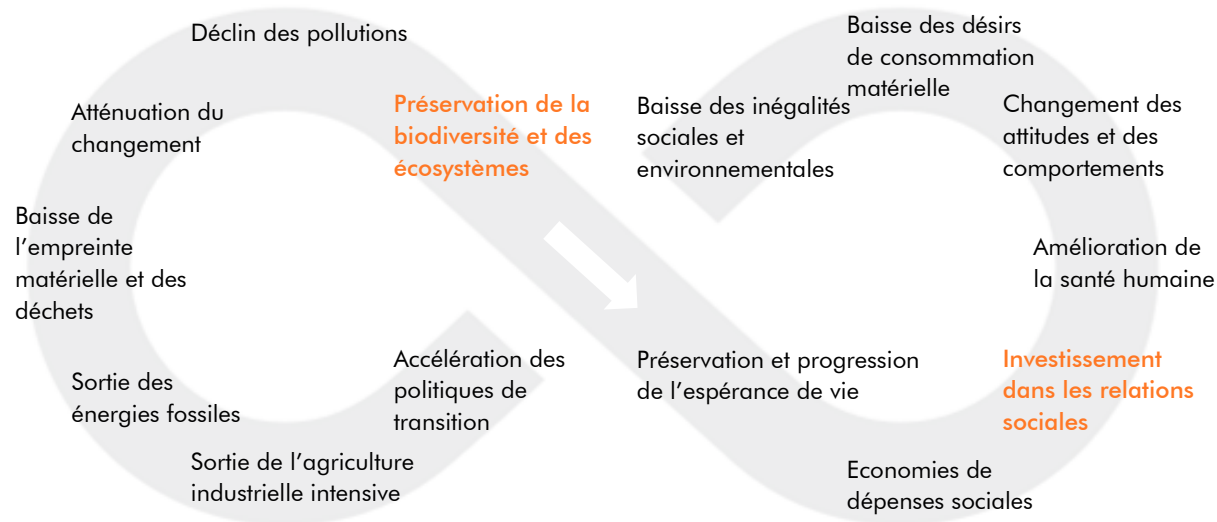 Déclin des pollutions
Atténuation du
changement
Préservation de la
biodiversité et des
écosystèmes
Baisse de
l’empreinte
matérielle et des
déchets
Sortie des
énergies fossiles
Sortie de l’agriculture
industrielle intensive
Accélération des
politiques de
transition
Baisse des inégalités
sociales et
environnementales
Baisse des désirs
de consommation
matérielle
Changement des
attitudes et des
comportements
Amélioration de
la santé humaine
Préservation et progression
de l’espérance de vie
Investissement
dans les relations
sociales
Economies de
dépenses sociales